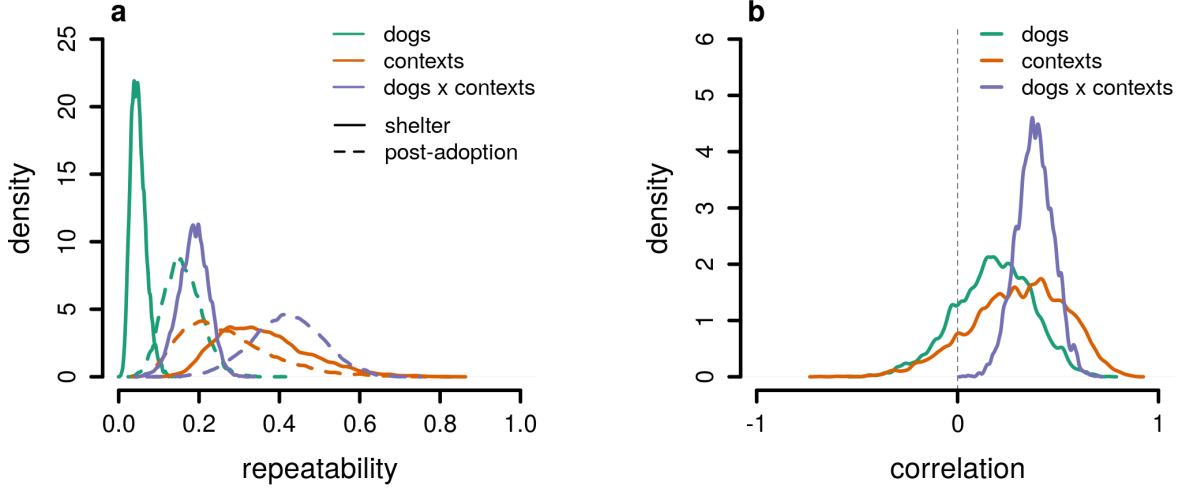 a
density
25
20
15
10
5
0
dogs
contexts
dogs x contexts
shelter
post-adoption
0.0 0.2 0.4 0.6 0.8 1.0
repeatability
b
density
6
5
4
3
2
1
0
dogs
contexts
dogs x contexts
-1 0 1
correlation